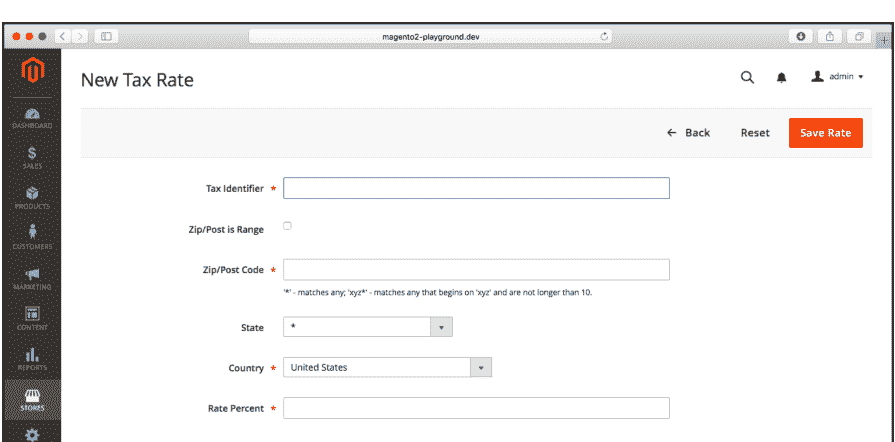 magento2-playground.dev
New Tax Rate
admin
DASHBOARD
SALES
PRODUCTS
CUSTOMERS
MARKETING
CONTENT
REPORTS
STORES
← Back Reset Save Rate
Tax Identifier *
Zip/Post is Range
Zip/Post Code *
'*' - matches any; 'xyz*' - matches any that begins on 'xyz' and are not longer than 10.
State *
Country * United States
Rate Percent *